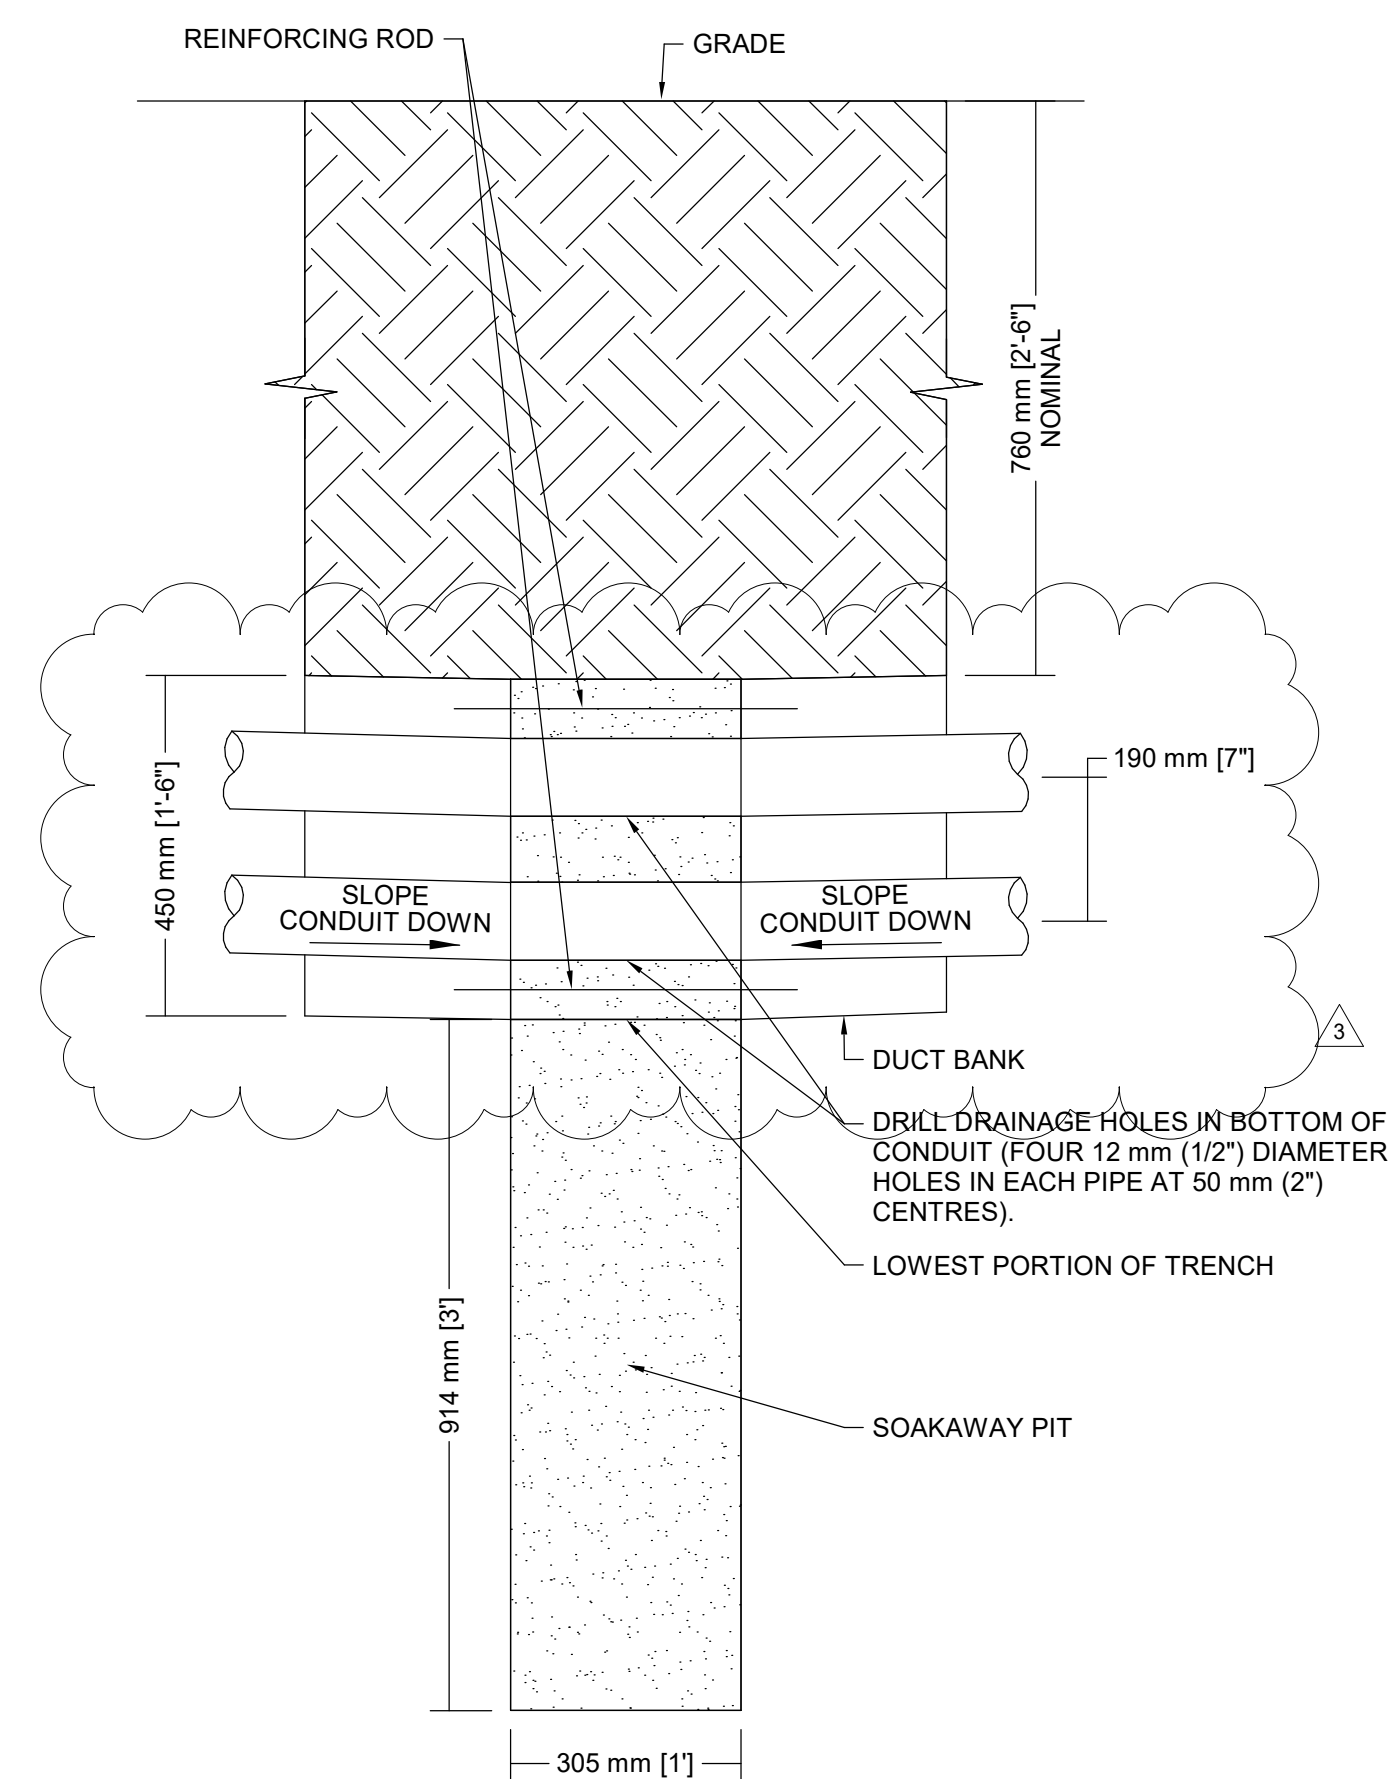 REINFORCING ROD
GRADE
760 mm [2'-6"]
NOMINAL
190 mm [7"]
450 mm [1'-6"]
SLOPE
CONDUIT DOWN
SLOPE
CONDUIT DOWN
3
DUCT BANK
DRILL DRAINAGE HOLES IN BOTTOM OF
CONDUIT (FOUR 12 mm (1/2") DIAMETER
HOLES IN EACH PIPE AT 50 mm (2")
CENTRES).
LOWEST PORTION OF TRENCH
914 mm [3']
SOAKAWAY PIT
305 mm [1']